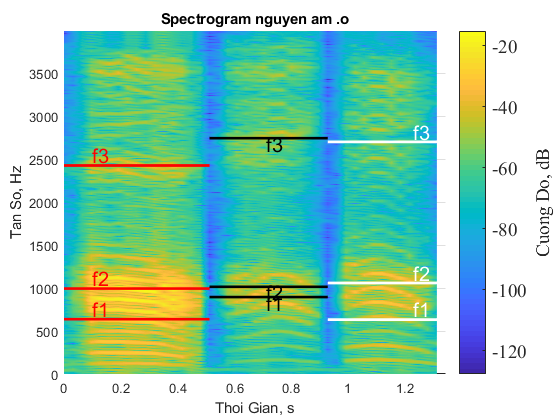 Spectrogram nguyen am .o
3500
3000
2500
2000
1500
1000
500
0
Tan So, Hz
f3
f2
f1
f3
f2
f1
f3
f2
f1
0
0.2
0.4
0.6
0.8
1
1.2
Thoi Gian, s
-20
-40
-60
-80
-100
-120
Cuong Do, dB